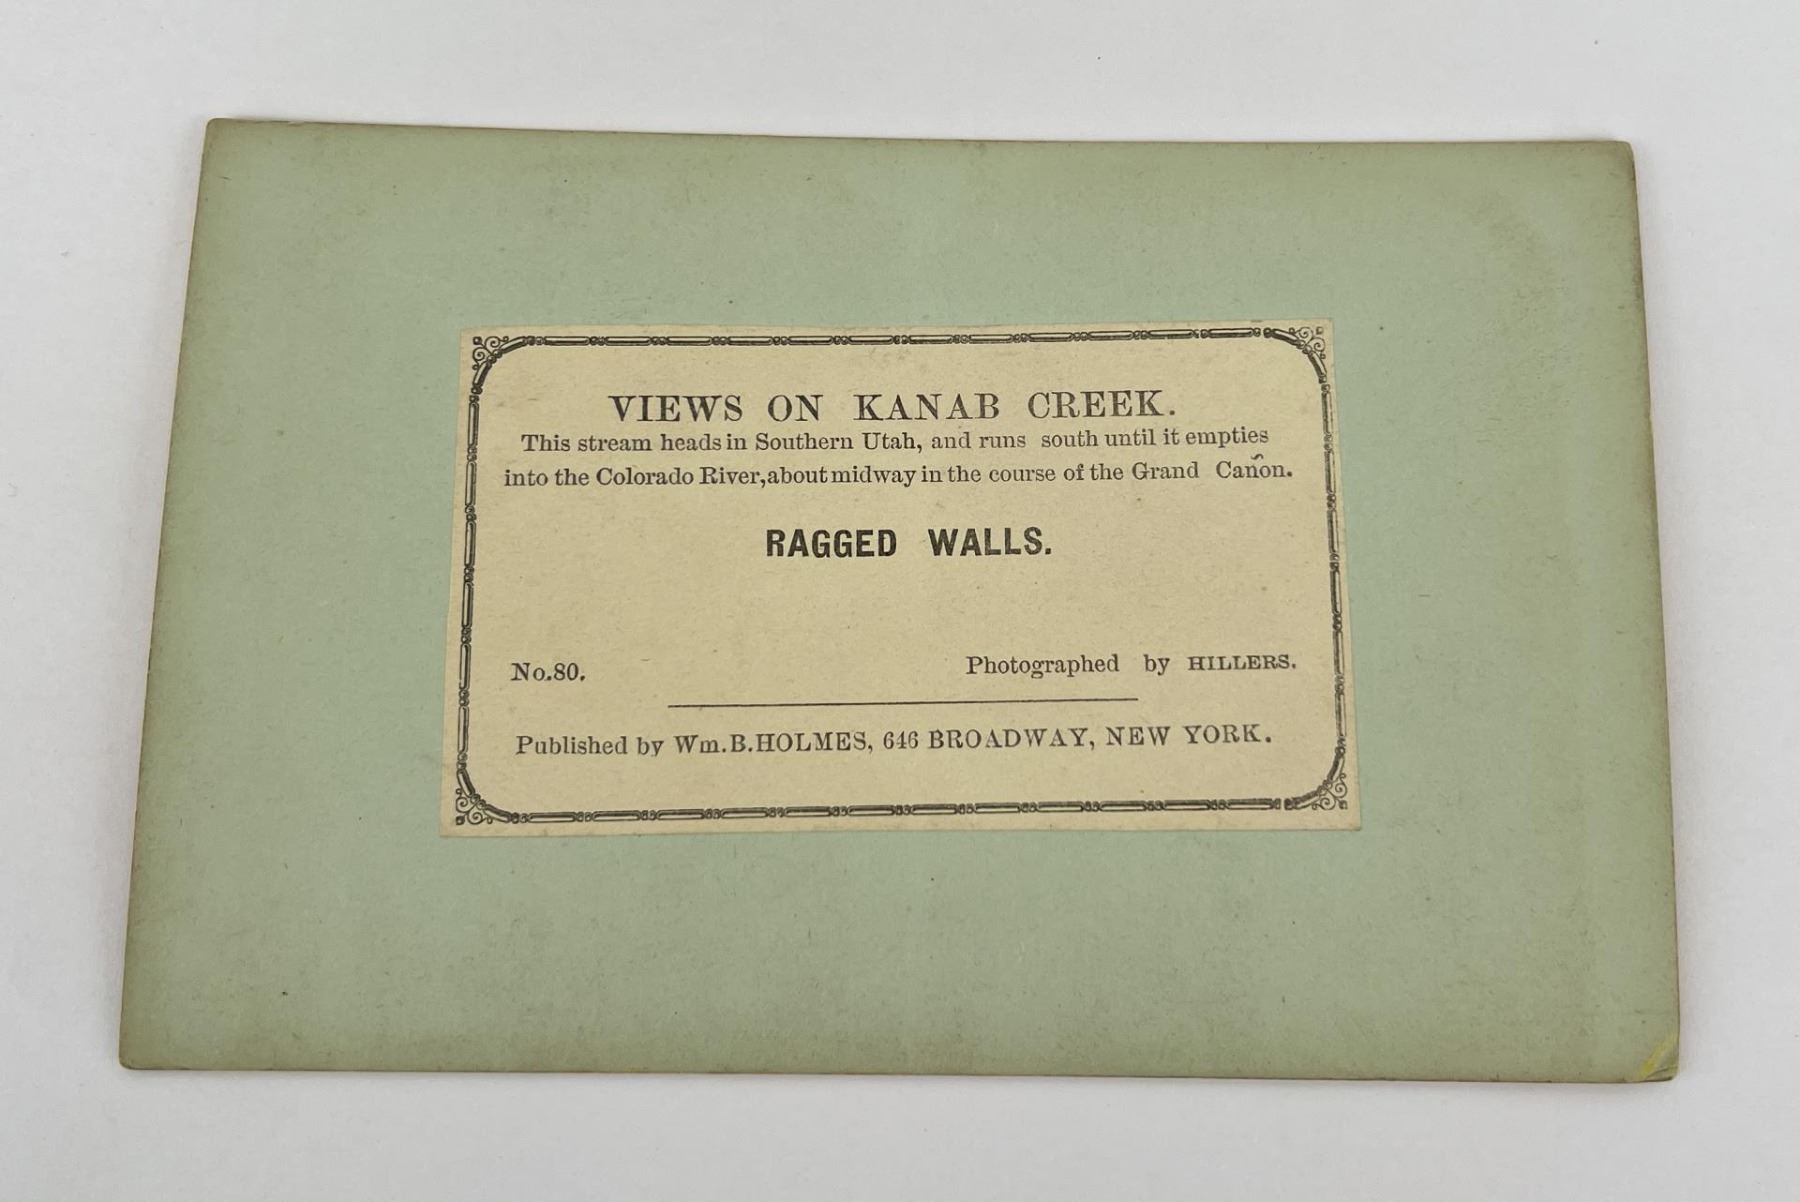 VIEWS ON KANAB CREEK.
This stream heads in Southern Utah, and runs south until it empties
into the Colorado River, about midway in the course of the Grand Cañon.
RAGGED WALLS.
No. 80.
Photographed by HILLERS.
Published by Wm. B. HOLMES, 646 BROADWAY, NEW YORK.